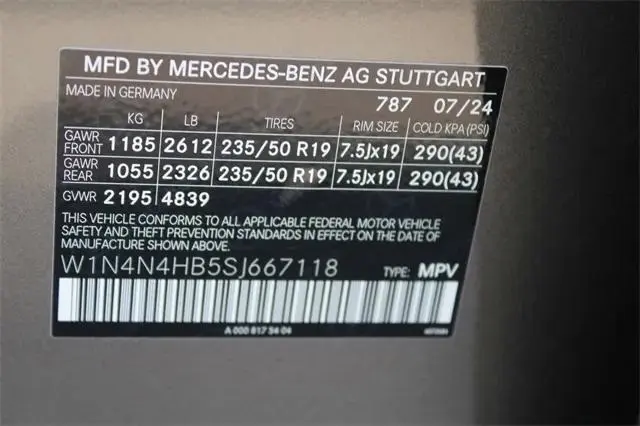 MFD BY MERCEDES-BENZ AG STUTTGART
MADE IN GERMANY 787 07/24
KG LB TIRES RIM SIZE COLD KPA (PSI)
GAWR FRONT 1185 2612 235/50 R19 7.5Jx19 290(43)
GAWR REAR 1055 2326 235/50 R19 7.5Jx19 290(43)
GVWR 2195 4839
THIS VEHICLE CONFORMS TO ALL APPLICABLE FEDERAL MOTOR VEHICLE
SAFETY AND THEFT PREVENTION STANDARDS IN EFFECT ON THE DATE
OF MANUFACTURE SHOWN ABOVE.
W1N4N4HB5SJ667118 TYPE: MPV
A 000 817 34 04